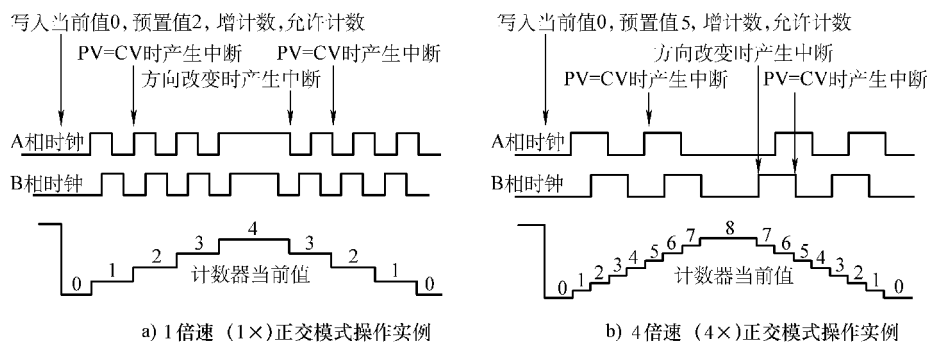 写入当前值0, 预置值2, 增计数,允许计数
PV=CV时产生中断 PV=CV时产生中断
方向改变时产生中断
A相时钟
B相时钟
0 1 2 3 4 3 2 1 0
计数器当前值
a) 1倍速 (1×)正交模式操作实例
写入当前值0, 预置值5, 增计数,允许计数
方向改变时产生中断
PV=CV时产生中断 PV=CV时产生中断
A相时钟
B相时钟
0 1 2 3 4 5 6 7 8 7 6 5 4 3 2 1 0
计数器当前值
b) 4倍速 (4×)正交模式操作实例